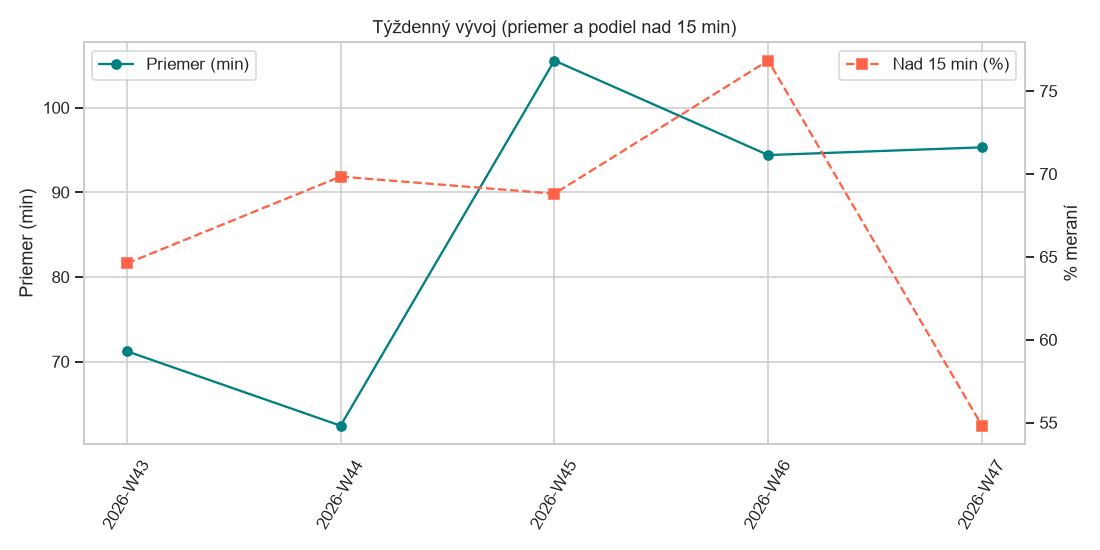 Týždenný vývoj (priemer a podiel nad 15 min)
Priemer (min)
Nad 15 min (%)
100
90
80
70
Priemer (min)
75
70
65
60
55
% meraní
2026-W43
2026-W44
2026-W45
2026-W46
2026-W47